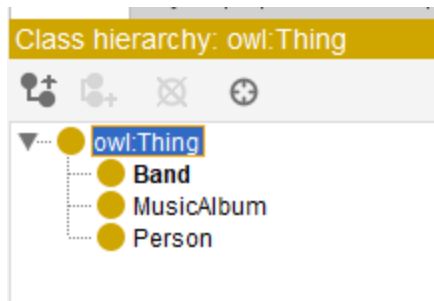 Class hierarchy: owl:Thing
owl:Thing
Band
MusicAlbum
Person